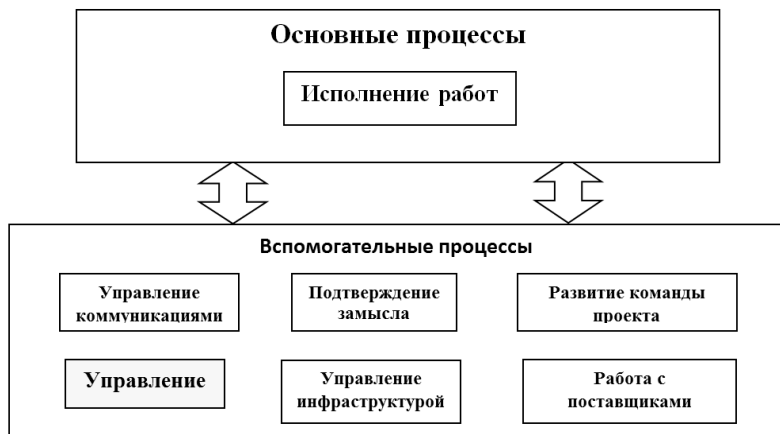 Основные процессы
Исполнение работ
Вспомогательные процессы
Управление
коммуникациями
Подтверждение
замысла
Развитие команды
проекта
Управление
Управление
инфраструктурой
Работа с
поставщиками